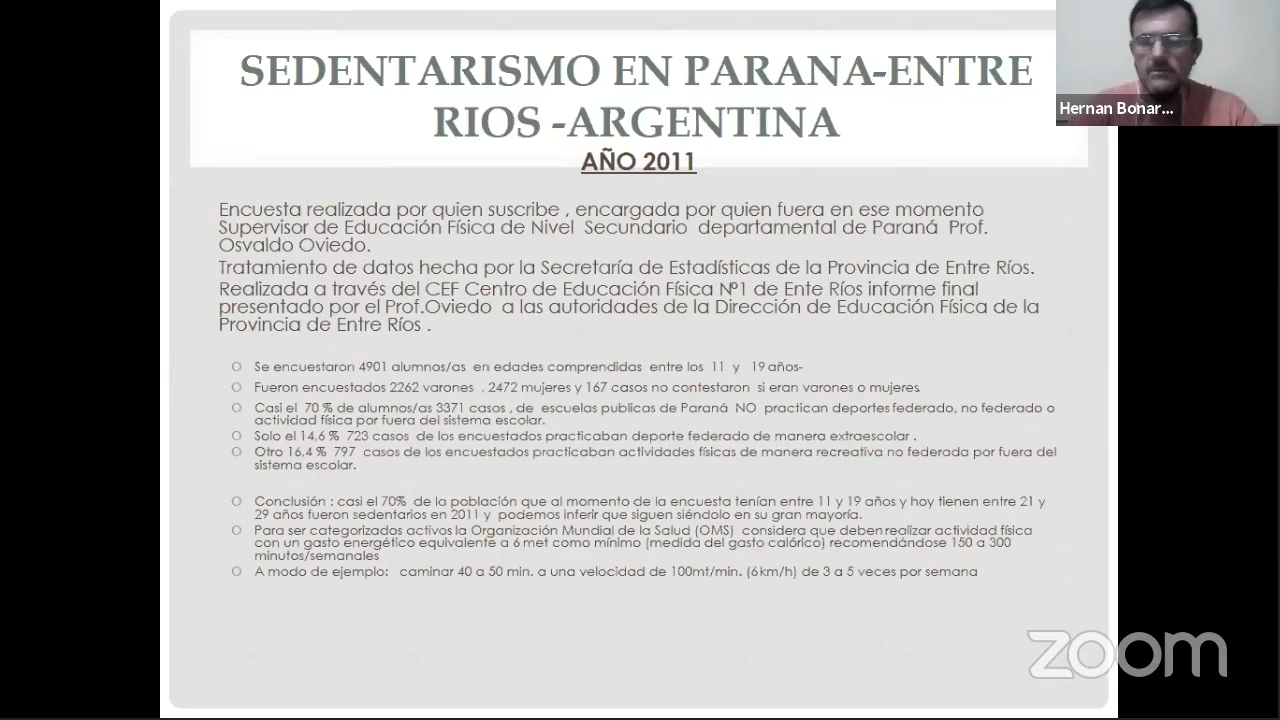 SEDENTARISMO EN PARANA-ENTRE
RIOS -ARGENTINA
AÑO 2011
Hernan Bonar...
Encuesta realizada por quien suscribe , encargada por quien fuera en ese momento
Supervisor de Educación Física de Nivel Secundario departamental de Paraná Prof.
Osvaldo Oviedo.
Tratamiento de datos hecha por la Secretaría de Estadísticas de la Provincia de Entre Ríos.
Realizada a través del CEF Centro de Educación Física Nº1 de Ente Ríos informe final
presentado por el Prof.Oviedo a las autoridades de la Dirección de Educación Física de la
Provincia de Entre Ríos .
Se encuestaron 4901 alumnos/as en edades comprendidas entre los 11 y 19 años-
Fueron encuestados 2262 varones , 2472 mujeres y 167 casos no contestaron si eran varones o mujeres.
Casi el 70 % de alumnos/as 3371 casos , de escuelas publicas de Paraná NO practican deportes federado, no federado o
actividad física por fuera del sistema escolar.
Solo el 14,6 % 723 casos de los encuestados practicaban deporte federado de manera extraescolar .
Otro 16,4 % 797 casos de los encuestados practicaban actividades físicas de manera recreativa no federada por fuera del
sistema escolar.
Conclusión : casi el 70% de la población que al momento de la encuesta tenían entre 11 y 19 años y hoy tienen entre 21 y
29 años fueron sedentarios en 2011 y podemos inferir que siguen siéndolo en su gran mayoría.
Para ser categorizados activos la Organización Mundial de la Salud (OMS) considera que deben realizar actividad física
con un gasto energético equivalente a 6 met como mínimo (medida del gasto calórico) recomendándose 150 a 300
minutos/semanales
A modo de ejemplo: caminar 40 a 50 min. a una velocidad de 100mt/min. (6km/h) de 3 a 5 veces por semana
zoom